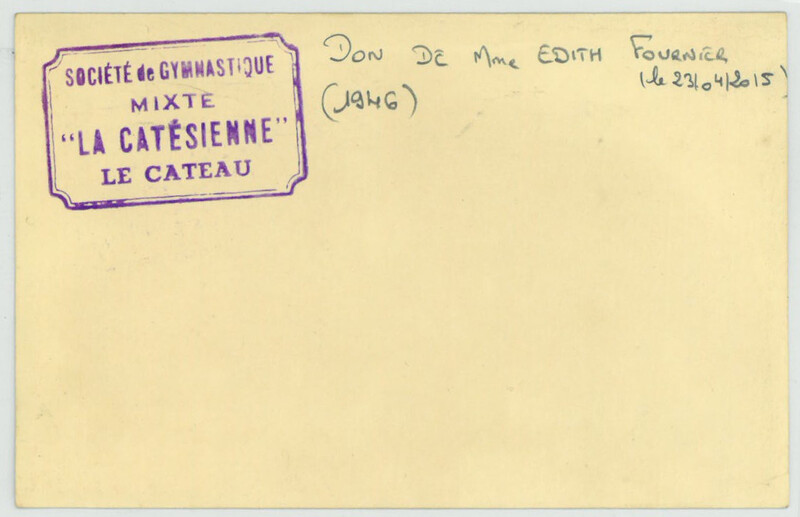 SOCIÉTÉ de GYMNASTIQUE
MIXTE
"LA CATÉSIENNE"
LE CATEAU
DON DE Mme EDITH FOURNIER
(le 23/04/2015)
(1946)